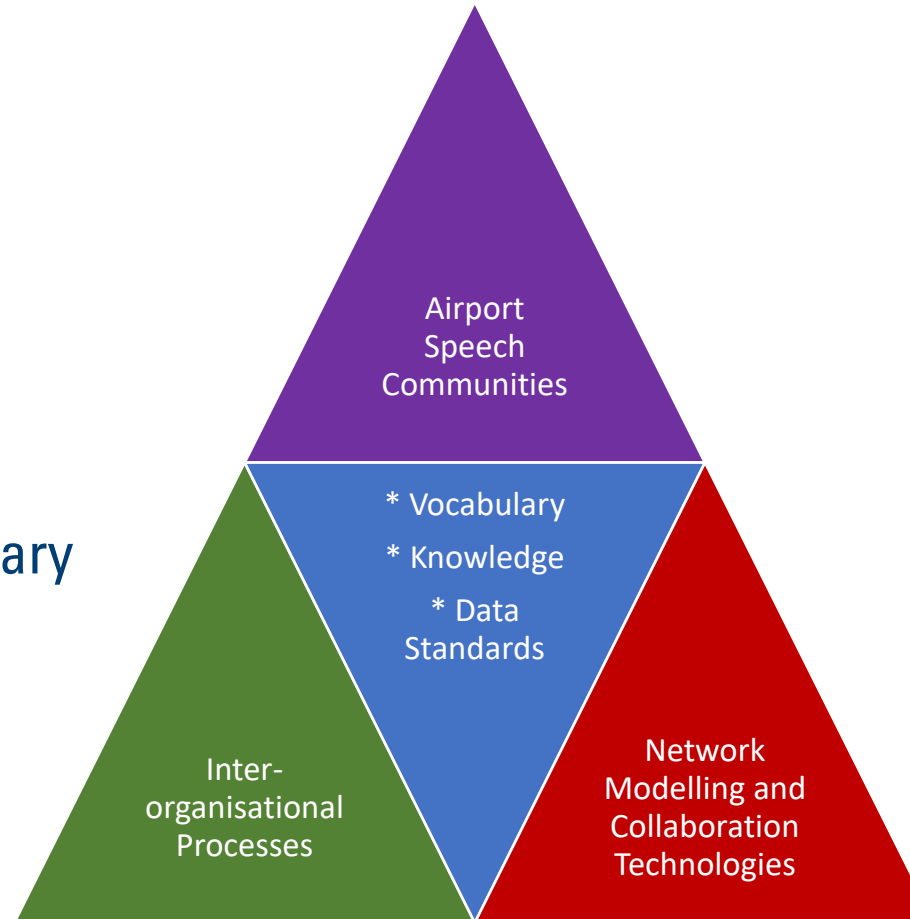 Airport
Speech
Communities
* Vocabulary
* Knowledge
* Data
Standards
ary
Inter-
organisational
Processes
Network
Modelling and
Collaboration
Technologies